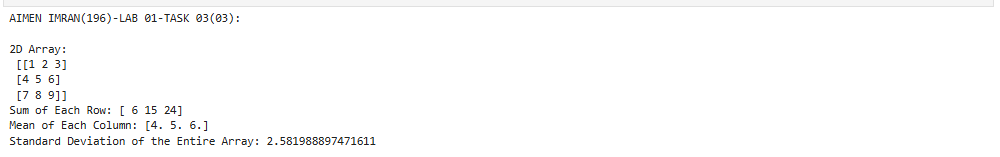 AIMEN IMRAN(196)-LAB 01-TASK 03(03):
2D Array:
[[1 2 3]
[4 5 6]
[7 8 9]]
Sum of Each Row: [ 6 15 24]
Mean of Each Column: [4. 5. 6.]
Standard Deviation of the Entire Array: 2.581988897471611